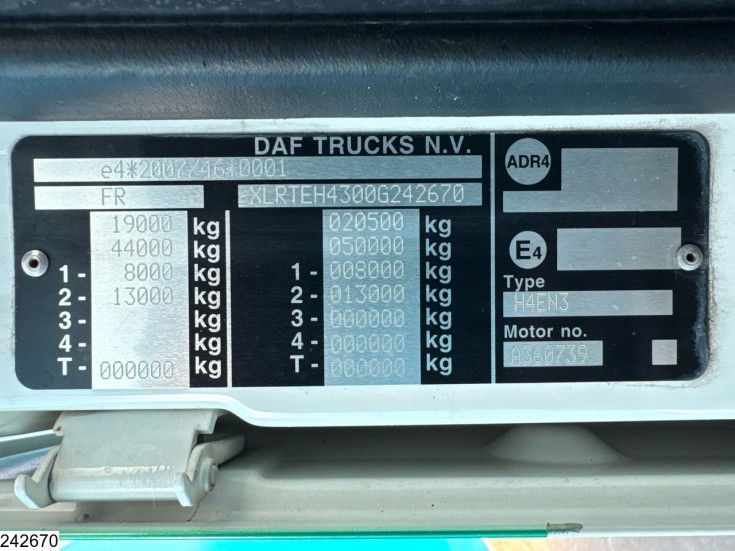 DAF TRUCKS N.V.
e4*2007/46*0001
FR XLRTEH4300G242670
19000 kg 020500 kg
44000 kg 050000 kg
1- 8000 kg 1- 008000 kg
2- 13000 kg 2- 013000 kg
3- kg 3- 000000 kg
4- kg 4- 000000 kg
T- 000000 kg T- 000000 kg
ADR4
E4
Type
H4EN3
Motor no.
A360739
242670